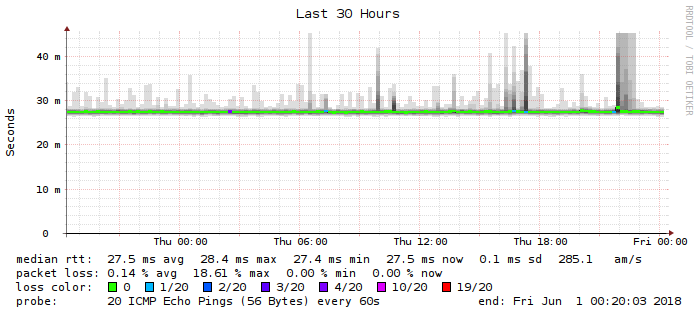 Last 30 Hours
RRDTOOL / TOBI OETIKER
Seconds
40 m
30 m
20 m
10 m
0
Thu 00:00 Thu 06:00 Thu 12:00 Thu 18:00 Fri 00:00
median rtt: 27.5 ms avg 28.4 ms max 27.4 ms min 27.5 ms now 0.1 ms sd 285.1 am/s
packet loss: 0.14 % avg 18.61 % max 0.00 % min 0.00 % now
loss color: 0 1/20 2/20 3/20 4/20 10/20 19/20
probe: 20 ICMP Echo Pings (56 Bytes) every 60s end: Fri Jun 1 00:20:03 2018